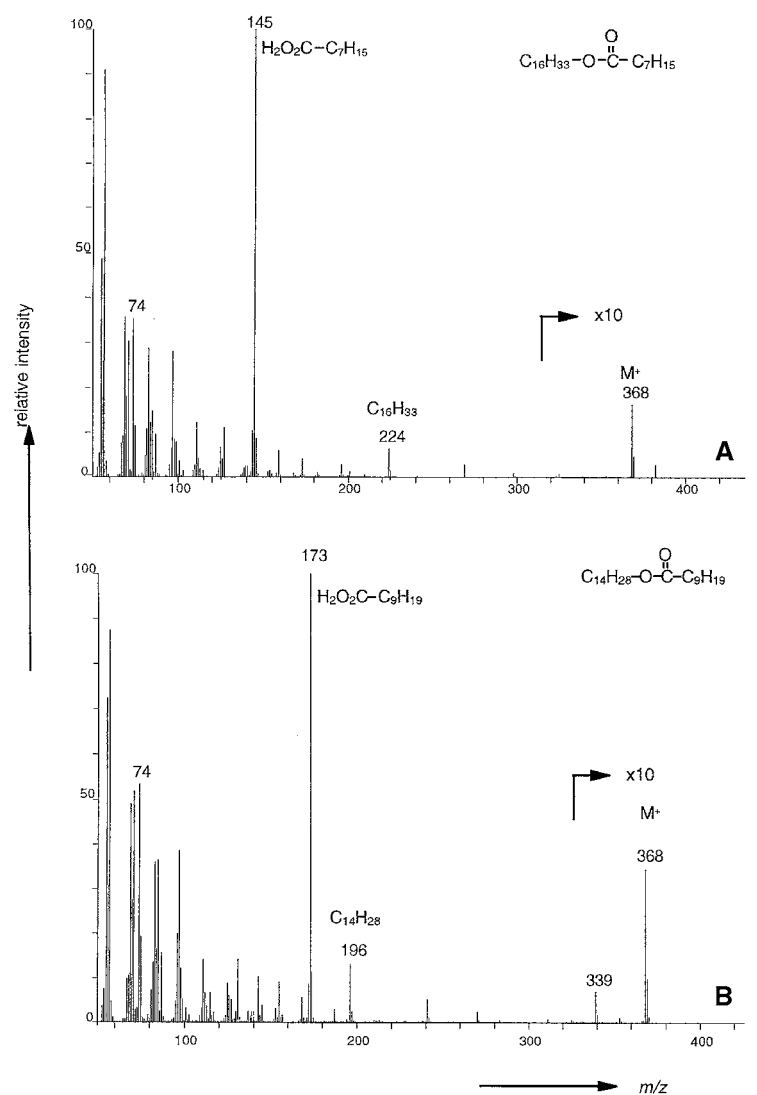 100
145
H₂O₂C–C₇H₁₅
O
C₁₆H₃₃–O–C–C₇H₁₅
50
74
x10
relative intensity
M⁺
368
C₁₆H₃₃
224
A
0
100
200
300
400
100
173
H₂O₂C–C₉H₁₉
O
C₁₄H₂₈–O–C–C₉H₁₉
50
74
x10
M⁺
368
C₁₄H₂₈
196
339
B
0
100
200
300
400
m/z